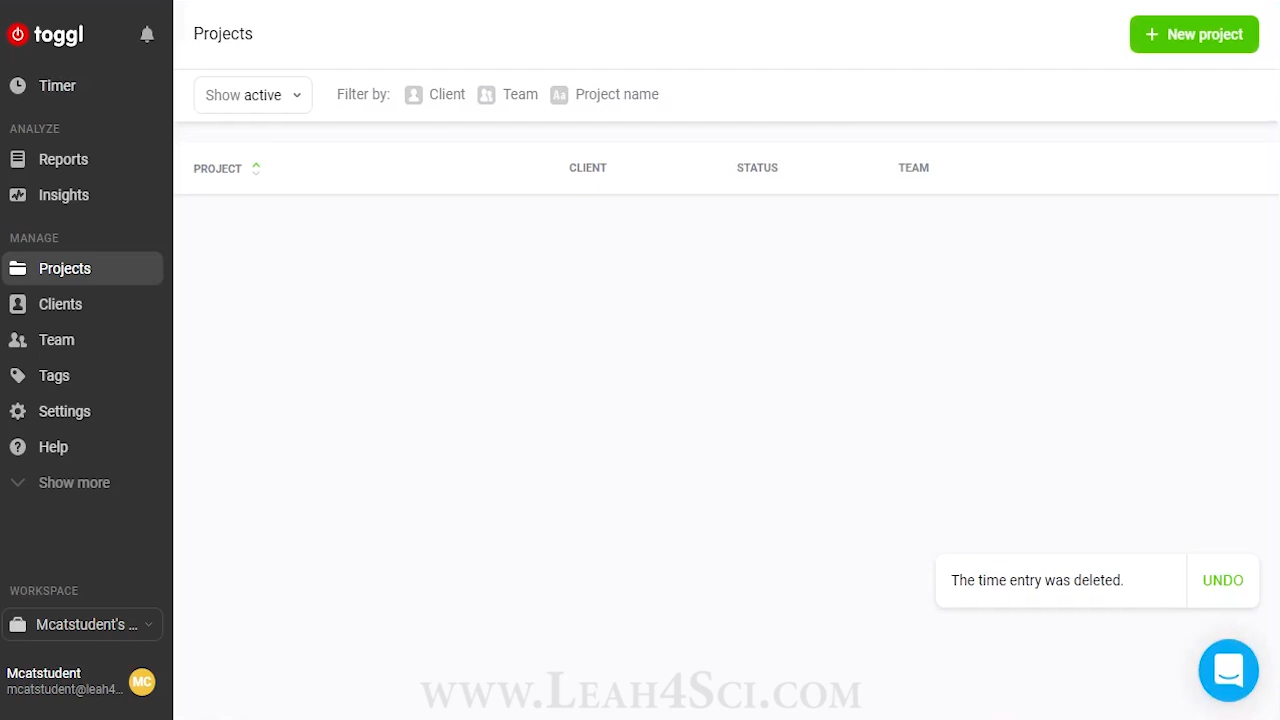 toggl
Projects
+ New project
Timer
Show active
Filter by:
Client
Team
Aa Project name
ANALYZE
Reports
Insights
PROJECT
CLIENT
STATUS
TEAM
MANAGE
Projects
Clients
Team
Tags
Settings
Help
Show more
The time entry was deleted.
UNDO
WORKSPACE
Mcatstudent's ...
Mcatstudent
mcatstudent@leah4...
MC
www.Leah4Sci.com